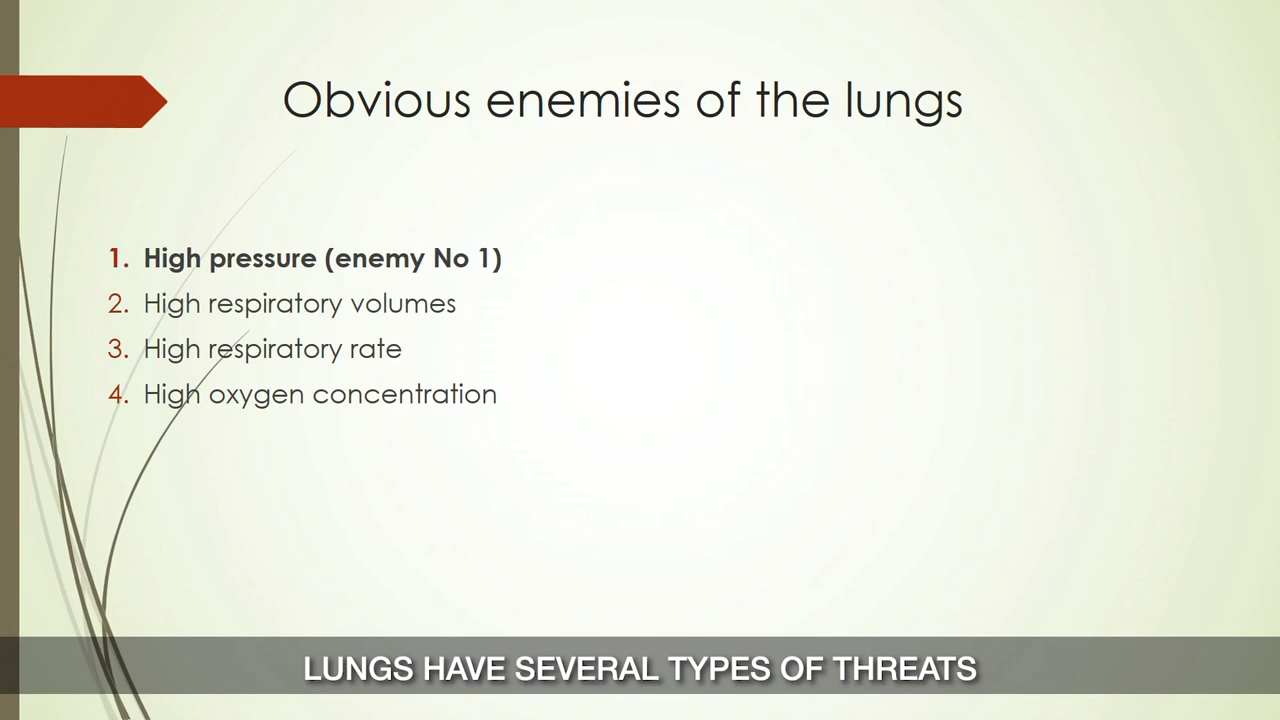 Obvious enemies of the lungs
1. High pressure (enemy No 1)
2. High respiratory volumes
3. High respiratory rate
4. High oxygen concentration
LUNGS HAVE SEVERAL TYPES OF THREATS